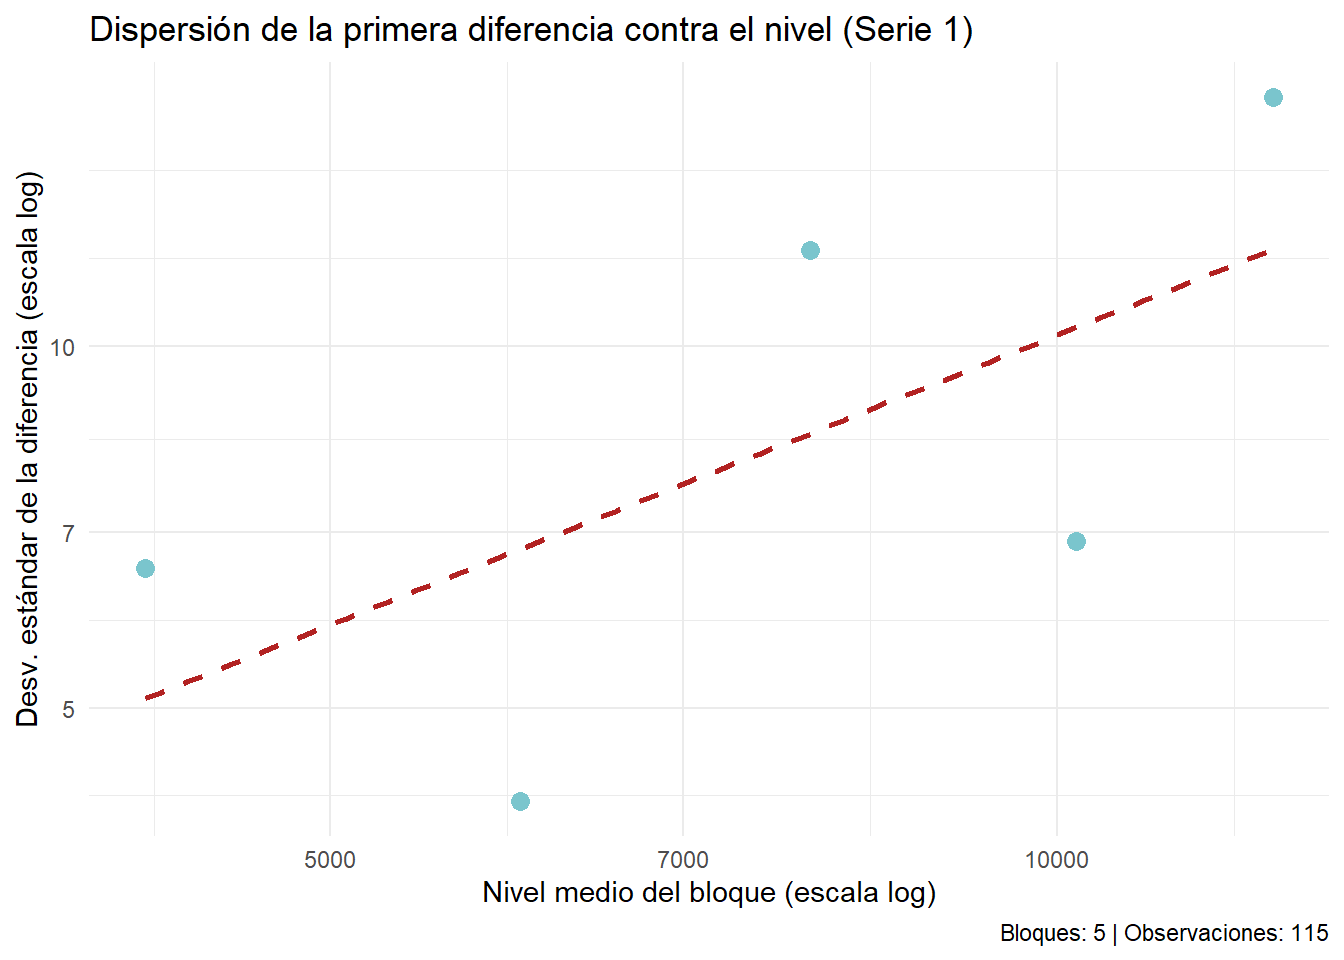 Dispersión de la primera diferencia contra el nivel (Serie 1)
Desv. estándar de la diferencia (escala log)
10
7
5
5000 7000 10000
Nivel medio del bloque (escala log)
Bloques: 5 | Observaciones: 115